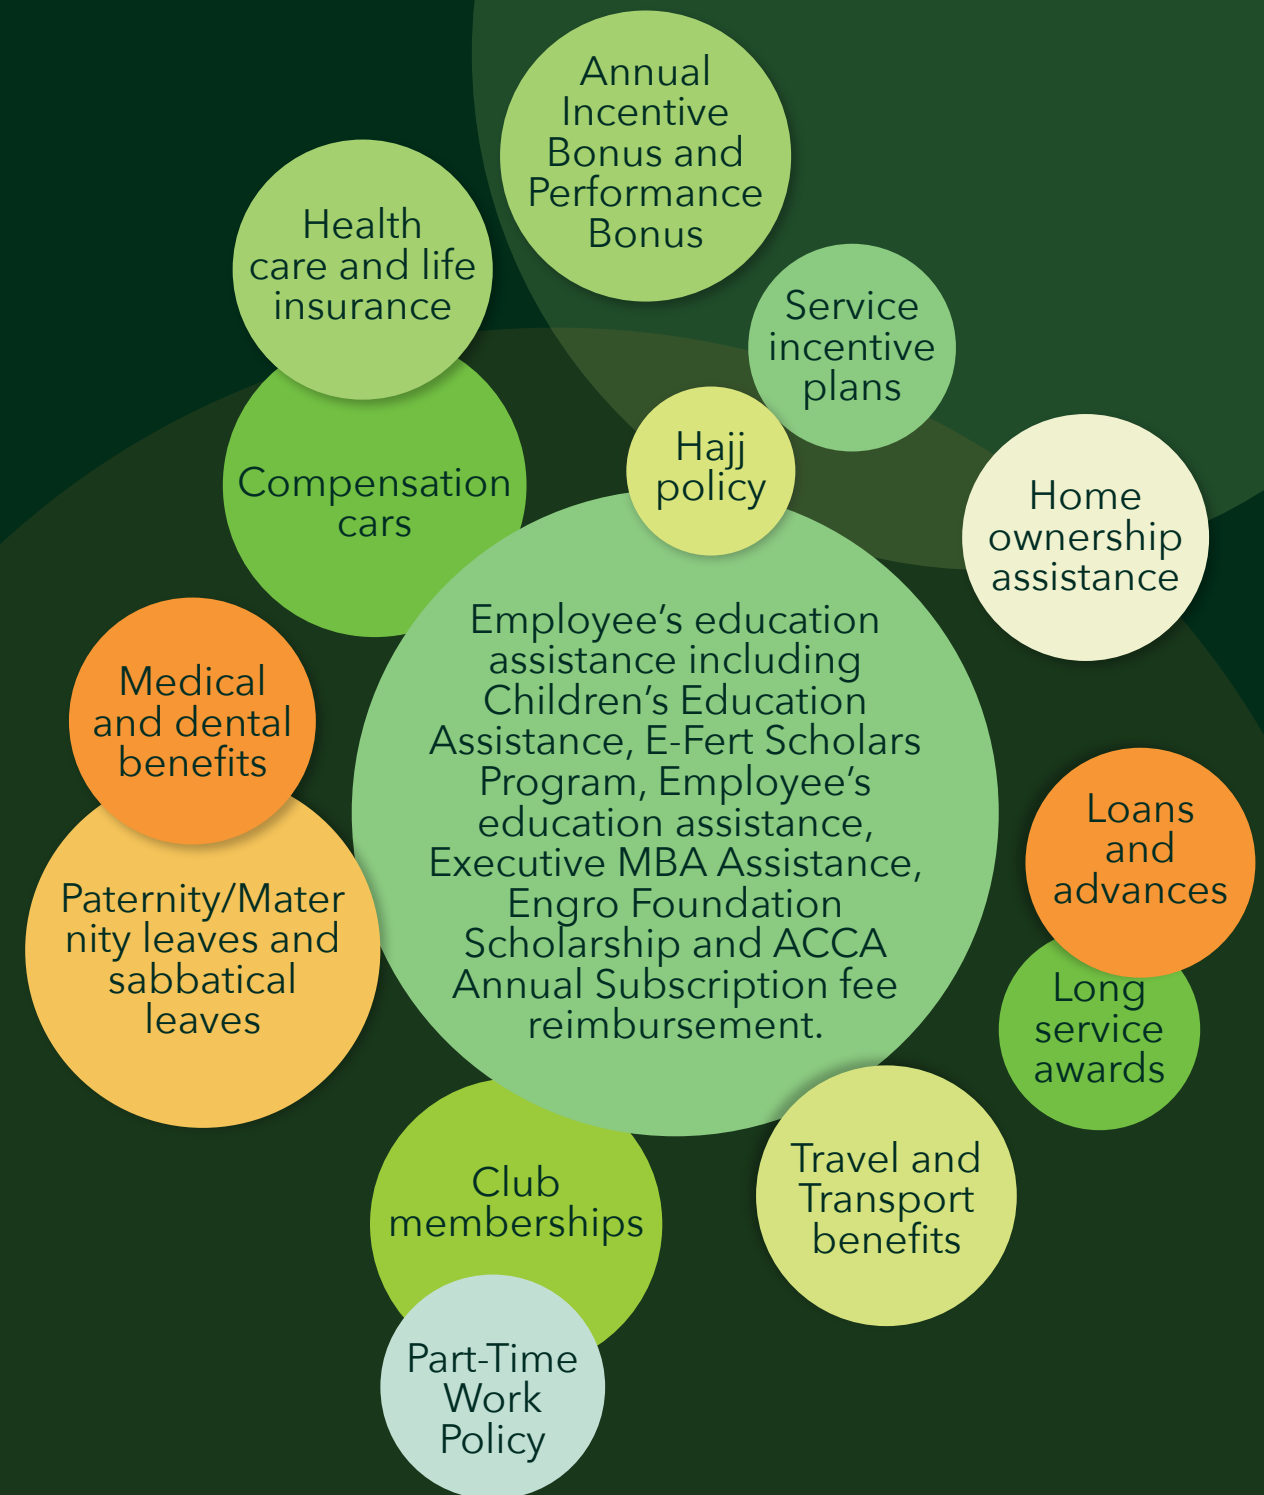 Annual
Incentive
Bonus and
Performance
Bonus
Health
care and life
insurance
Service
incentive
plans
Hajj
policy
Compensation
cars
Home
ownership
assistance
Employee’s education
assistance including
Children’s Education
Assistance, E-Fert Scholars
Program, Employee’s
education assistance,
Executive MBA Assistance,
Engro Foundation
Scholarship and ACCA
Annual Subscription fee
reimbursement.
Medical
and dental
benefits
Loans
and
advances
Paternity/Mater
nity leaves and
sabbatical
leaves
Long
service
awards
Travel and
Transport
benefits
Club
memberships
Part-Time
Work
Policy